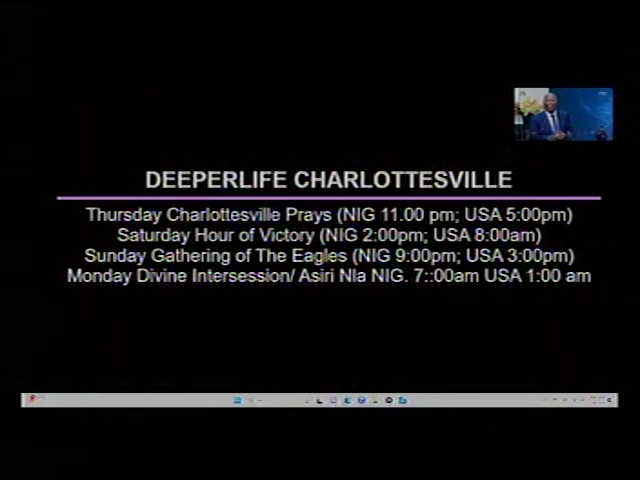 DEEPERLIFE CHARLOTTESVILLE
Thursday Charlottesville Prays (NIG 11.00 pm; USA 5:00pm)
Saturday Hour of Victory (NIG 2:00pm; USA 8:00am)
Sunday Gathering of The Eagles (NIG 9:00pm; USA 3:00pm)
Monday Divine Intersession/ Asiri Nla NIG. 7::00am USA 1:00 am